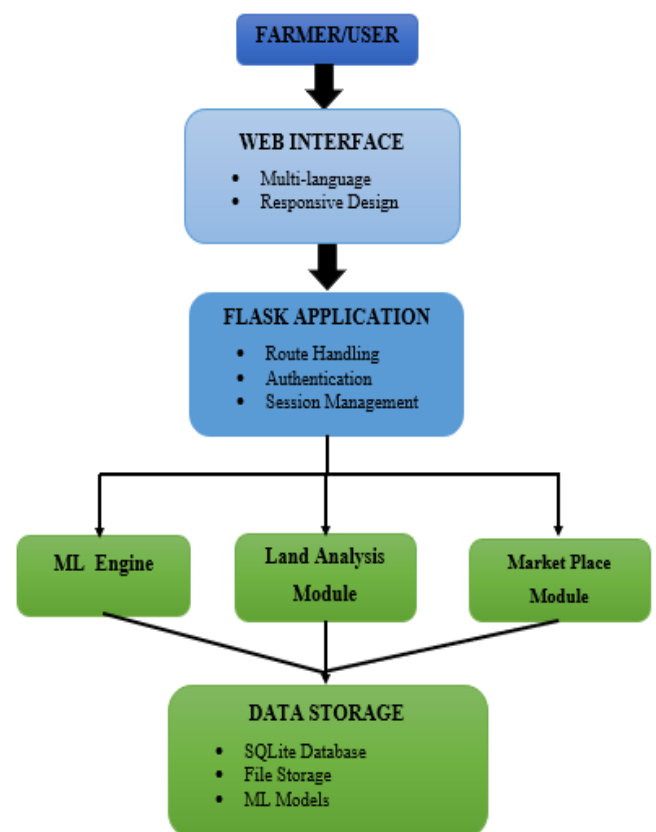 FARMER/USER
WEB INTERFACE
• Multi-language
• Responsive Design
FLASK APPLICATION
• Route Handling
• Authentication
• Session Management
ML Engine
Land Analysis
Module
Market Place
Module
DATA STORAGE
• SQLite Database
• File Storage
• ML Models